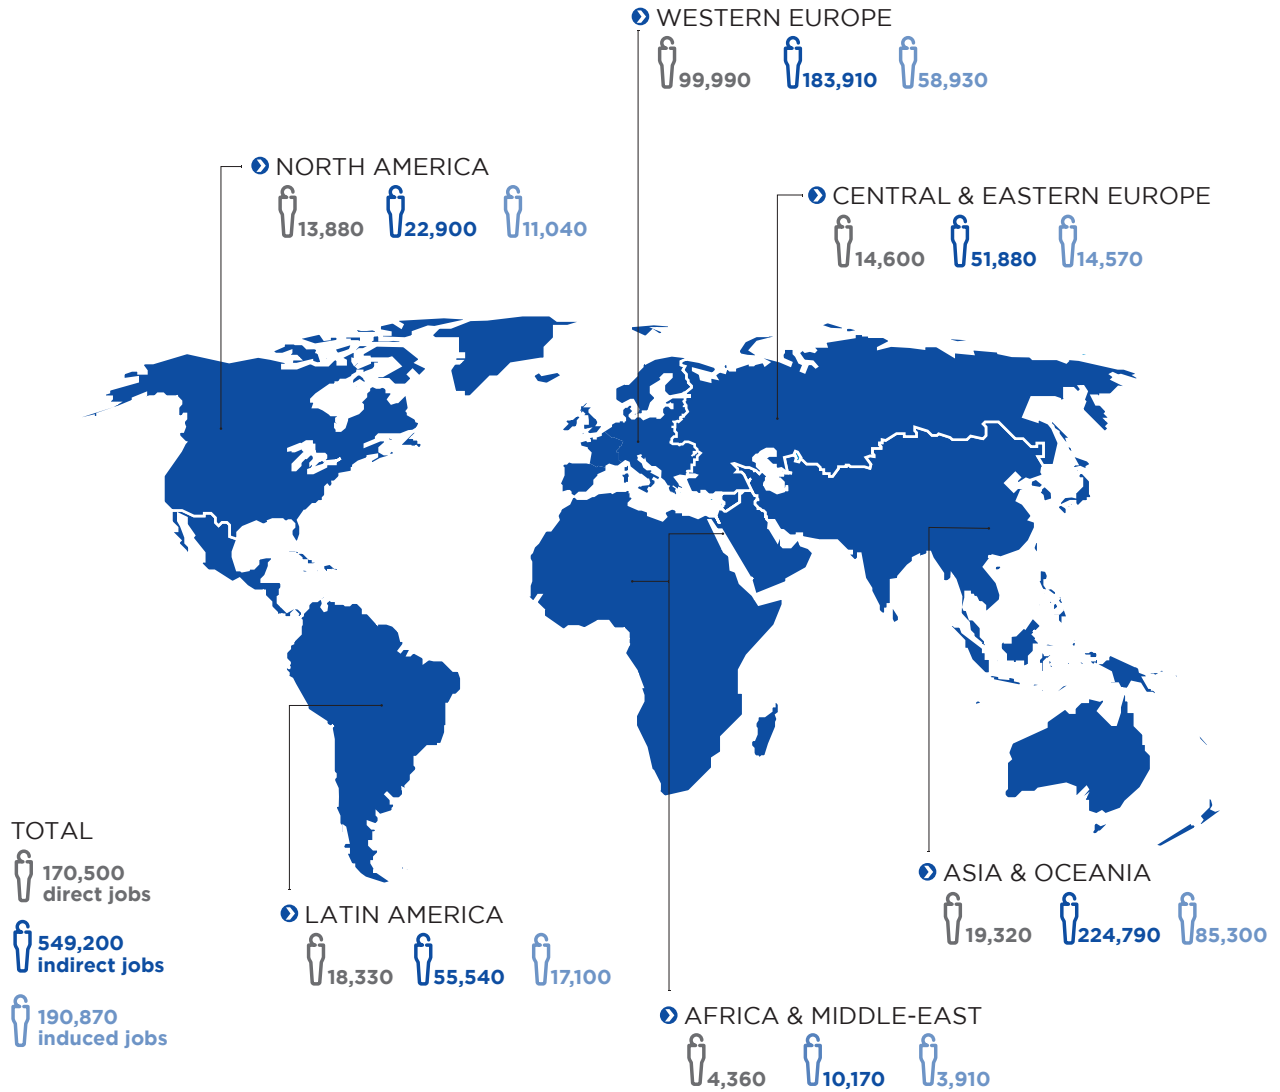 WESTERN EUROPE
99,990 183,910 58,930
NORTH AMERICA
13,880 22,900 11,040
CENTRAL & EASTERN EUROPE
14,600 51,880 14,570
TOTAL
170,500
direct jobs
549,200
indirect jobs
190,870
induced jobs
LATIN AMERICA
18,330 55,540 17,100
ASIA & OCEANIA
19,320 224,790 85,300
AFRICA & MIDDLE-EAST
4,360 10,170 3,910